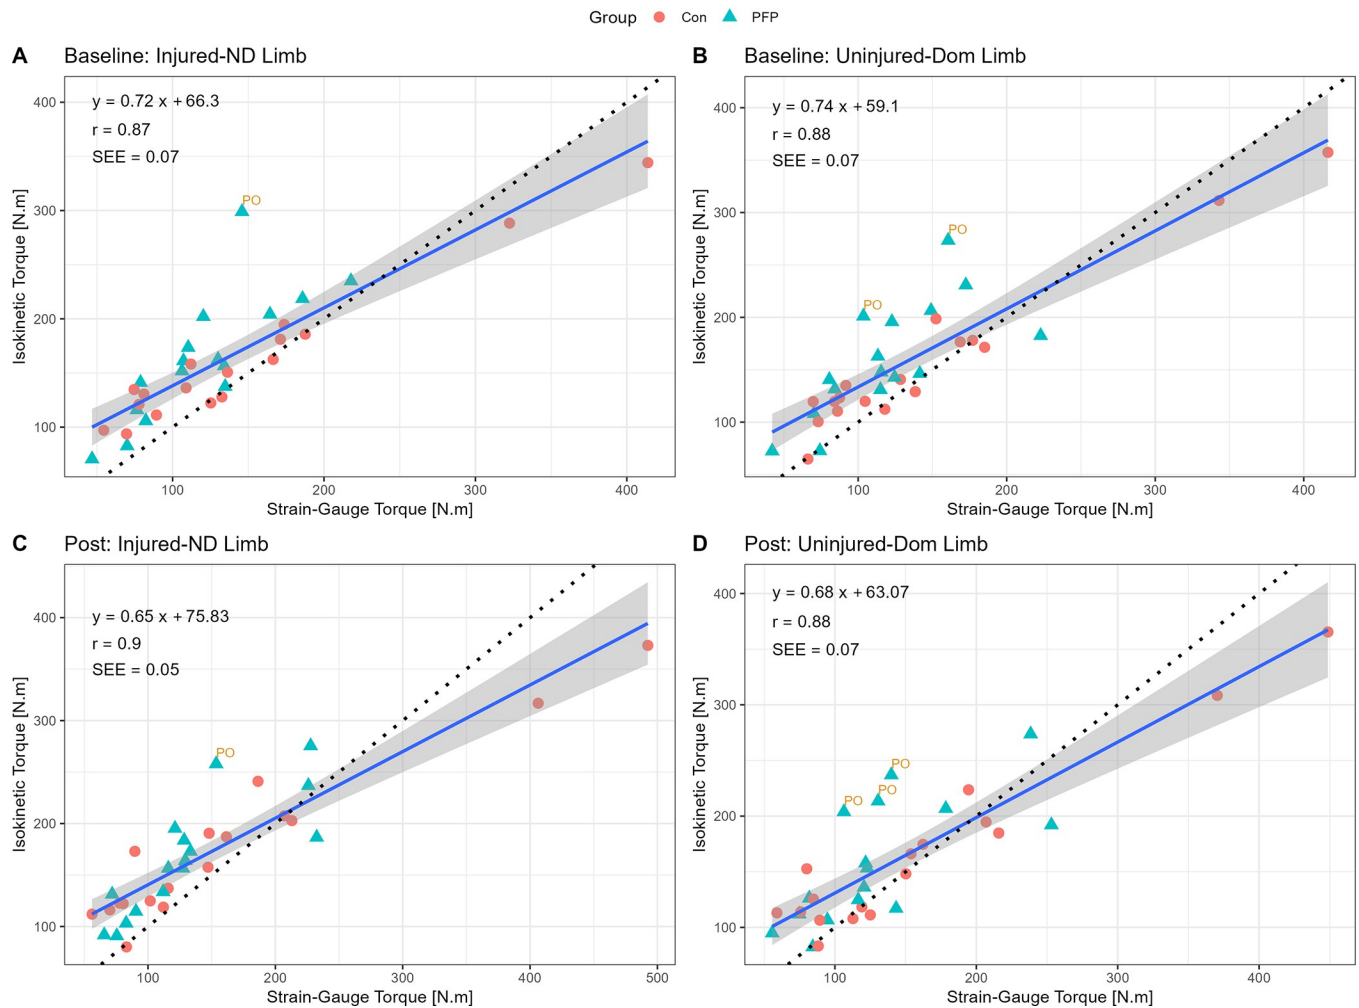 Group Con PFP
A Baseline: Injured-ND Limb
y = 0.72 x + 66.3
r = 0.87
SEE = 0.07
PO
400
300
200
100
Isokinetic Torque [N.m]
100 200 300 400
Strain-Gauge Torque [N.m]
B Baseline: Uninjured-Dom Limb
y = 0.74 x + 59.1
r = 0.88
SEE = 0.07
PO
PO
400
300
200
100
Isokinetic Torque [N.m]
100 200 300 400
Strain-Gauge Torque [N.m]
C Post: Injured-ND Limb
y = 0.65 x + 75.83
r = 0.9
SEE = 0.05
PO
400
300
200
100
Isokinetic Torque [N.m]
100 200 300 400 500
Strain-Gauge Torque [N.m]
D Post: Uninjured-Dom Limb
y = 0.68 x + 63.07
r = 0.88
SEE = 0.07
PO
PO
PO
400
300
200
100
Isokinetic Torque [N.m]
100 200 300 400
Strain-Gauge Torque [N.m]